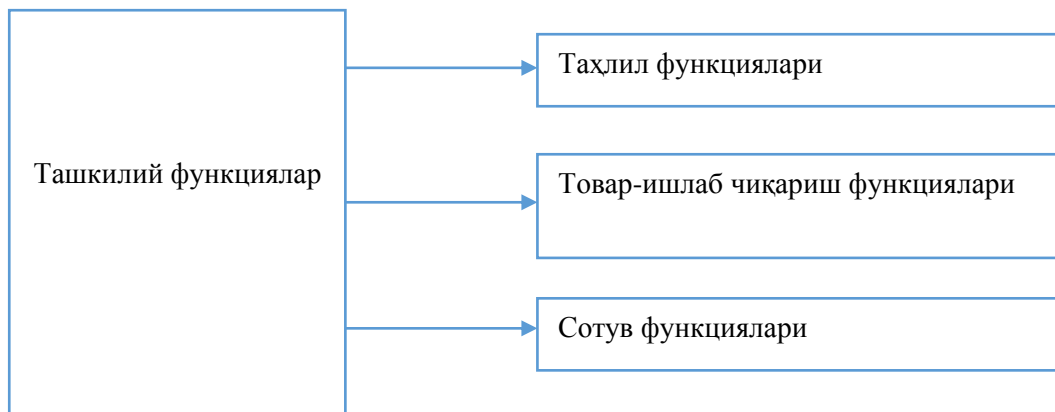 Ташкилий функциялар
Таҳлил функциялари
Товар-ишлаб чиқариш функциялари
Сотув функциялари